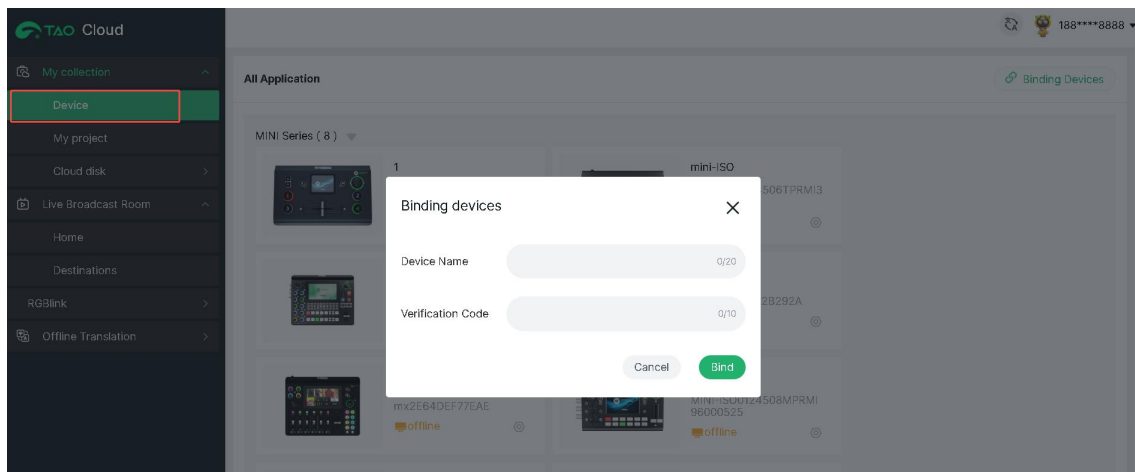 TAO Cloud
188****8888
My collection
Device
My project
Cloud disk
Live Broadcast Room
Home
Destinations
RGBlink
Offline Translation
All Application
Binding Devices
MINI Series ( 8 )
1
mini-ISO
506TPRMI3
Binding devices
Device Name
0/20
Verification Code
0/10
Cancel
Bind
2B292A
mx2E64DEF77EAE
offline
MINI-ISO0124508MPRMI
96000525
offline